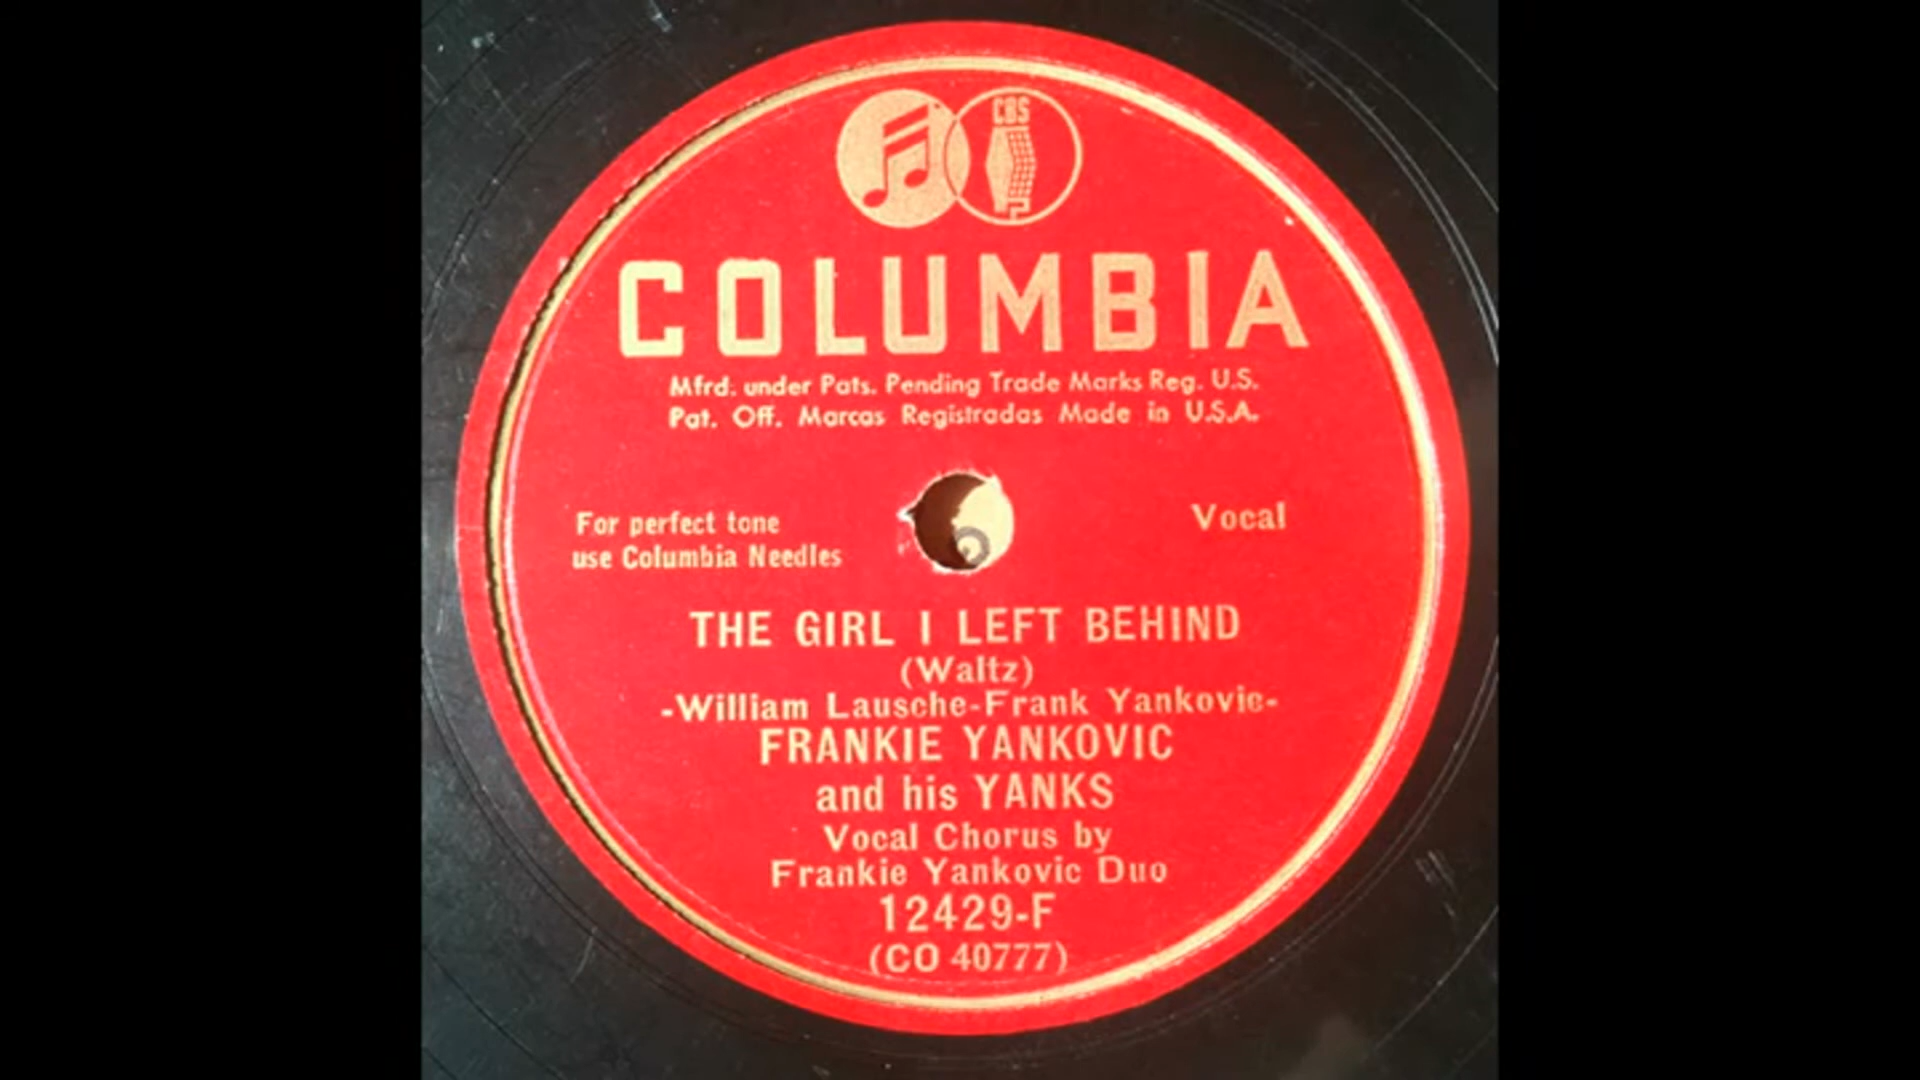 CBS
COLUMBIA
Mfrd. under Pats. Pending Trade Marks Reg. U.S.
Pat. Off. Marcas Registradas Made in U.S.A.
For perfect tone
use Columbia Needles
Vocal
THE GIRL I LEFT BEHIND
(Waltz)
-William Lausche-Frank Yankovic-
FRANKIE YANKOVIC
and his YANKS
Vocal Chorus by
Frankie Yankovic Duo
12429-F
(CO 40777)